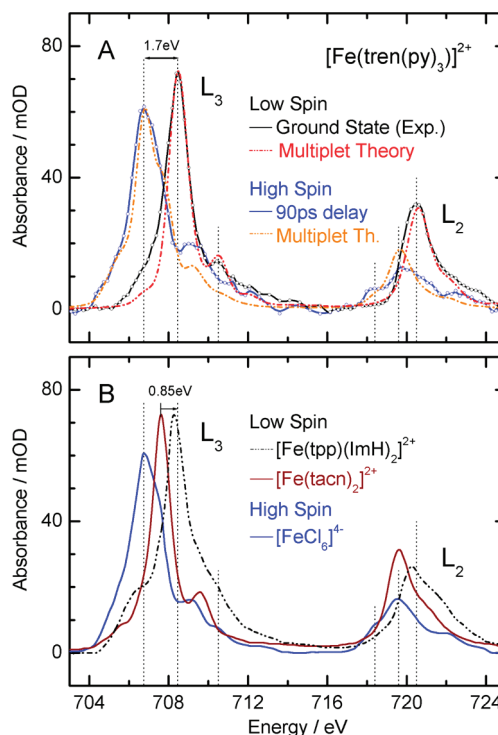 1.7eV
80
A
[Fe(tren(py)₃)]²⁺
L₃
Low Spin
Ground State (Exp.)
Multiplet Theory
High Spin
90ps delay
Multiplet Th.
L₂
40
0
Absorbance / mOD
0.85eV
80
B
L₃
Low Spin
[Fe(tpp)(ImH)₂]²⁺
[Fe(tacn)₂]²⁺
High Spin
[FeCl₆]⁴⁻
L₂
40
0
Absorbance / mOD
704 708 712 716 720 724
Energy / eV